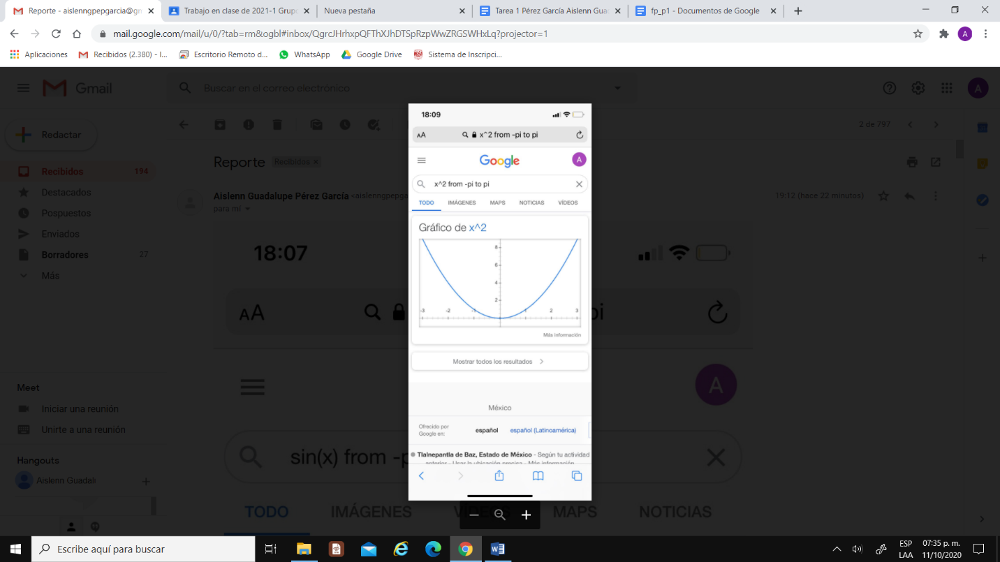 Reporte - aislenngpepgarcia@gm
Trabajo en clase de 2021-1 Grup
Nueva pestaña
Tarea 1 Pérez García Aislenn Gua
fp_p1 - Documentos de Google
mail.google.com/mail/u/0/?tab=rm&ogbl#inbox/QgrcJHrhxpQFThXJhDTSpRzpWwZRGSWHxLq?projector=1
A
Aplicaciones
Recibidos (2.380) - l...
Escritorio Remoto d...
WhatsApp
Google Drive
Sistema de Inscripci...
Gmail
Buscar en el correo electrónico
A
Redactar
2 de 797
Recibidos 194
Destacados
Pospuestos
Enviados
Borradores 27
Más
Reporte
Recibidos ×
Aislenn Guadalupe Pérez García <aislenngpepga
para mí
19:12 (hace 22 minutos)
18:07
AA
pi
A
sin(x) from -p
TODO IMÁGENES V MAPS NOTICIAS
18:09
AA x^2 from -pi to pi
Google
A
x^2 from -pi to pi
TODO IMÁGENES MAPS NOTICIAS VÍDEOS
Gráfico de x^2
8
6
4
2
-3 -2 -1 1 2 3
Más información
Mostrar todos los resultados
México
Ofrecido por
Google en:
español
español (Latinoamérica)
Tlalnepantla de Baz, Estado de México - Según tu actividad
anterior - Usar la ubicación precisa - Más información
Meet
Iniciar una reunión
Unirte a una reunión
Hangouts
Aislenn Guadalu
Escribe aquí para buscar
ESP
LAA
07:35 p. m.
11/10/2020